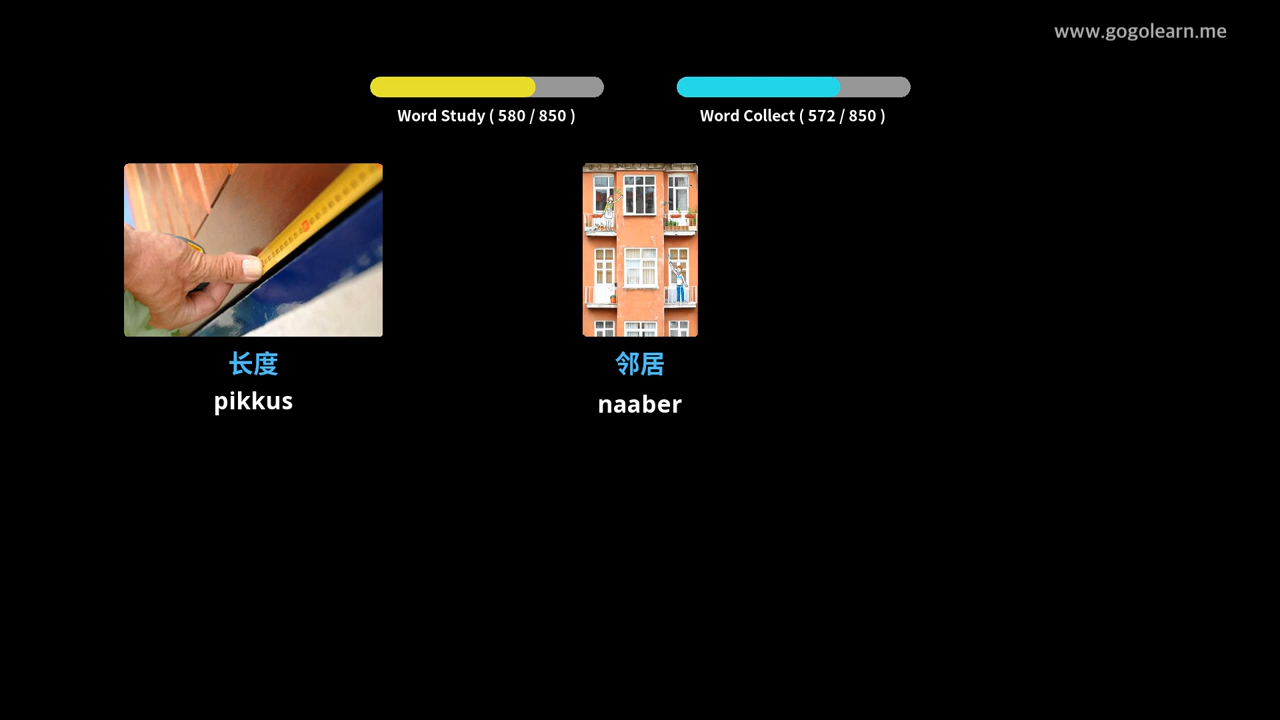 www.gogolearn.me
Word Study ( 580 / 850 )
Word Collect ( 572 / 850 )
长度
pikkus
邻居
naaber